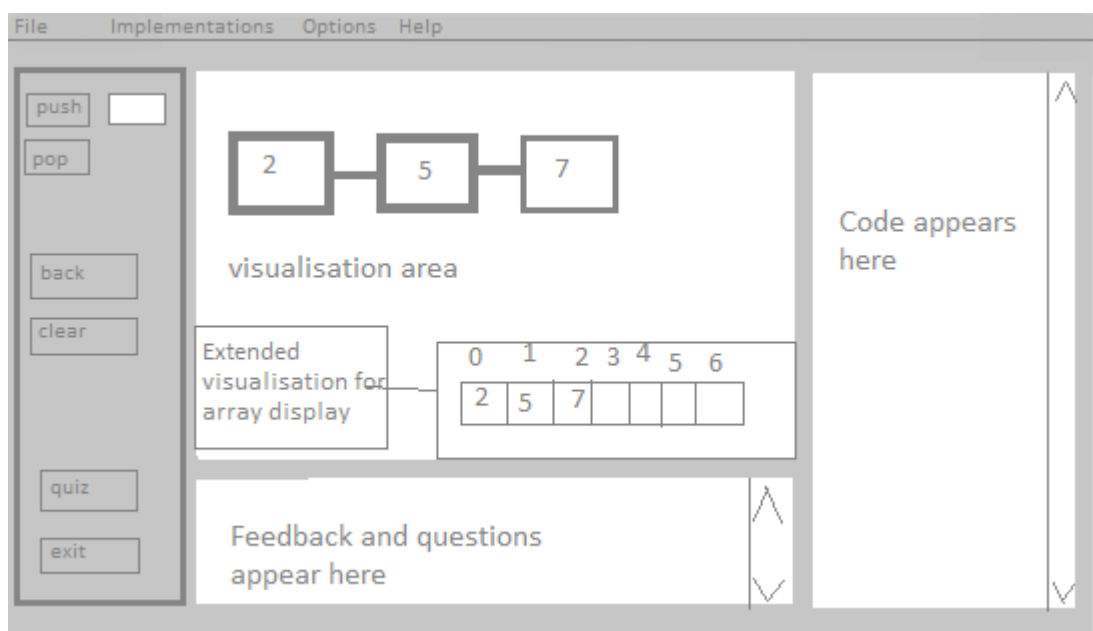 File Implementations Options Help
push
pop
back
clear
quiz
exit
2 5 7
visualisation area
Extended
visualisation for
array display
0 1 2 3 4 5 6
2 5 7
Feedback and questions
appear here
Code appears
here